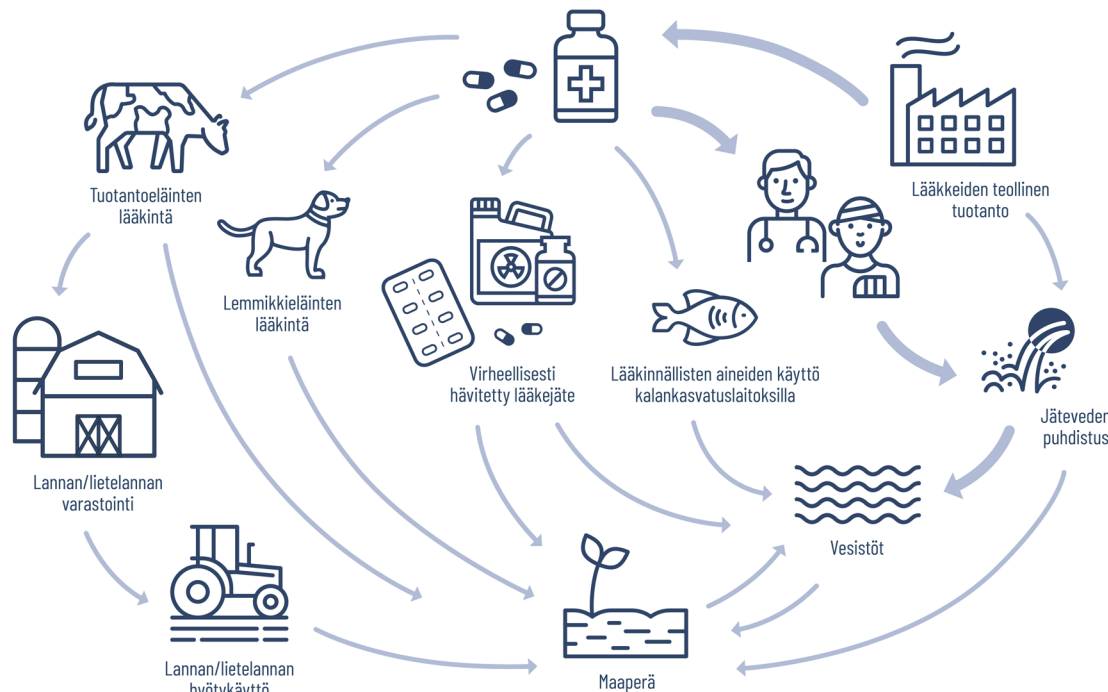 Lääkkeiden teollinen
tuotanto
Tuotantoeläinten
lääkintä
Lemmikkieläinten
lääkintä
Virheellisesti
hävitetty lääkejäte
Lääkinnällisten aineiden käyttö
kalankasvatuslaitoksilla
Jäteveden
puhdistus
Lannan/lietelannan
varastointi
Vesistöt
Lannan/lietelannan
hyötykäyttö
Maaperä